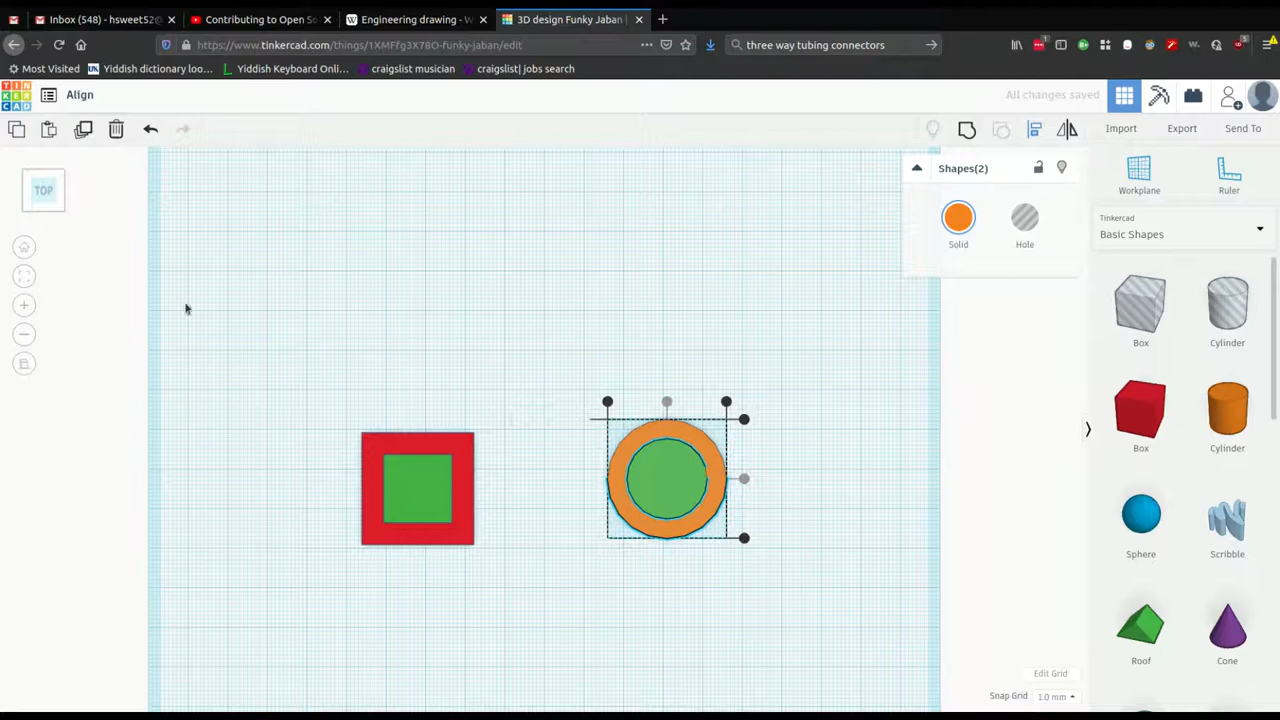 Inbox (548) - hsweet52@
Contributing to Open So
W Engineering drawing - W
3D design Funky Jaban |
https://www.tinkercad.com/things/1XMFfg3X78O-funky-jaban/edit
three way tubing connectors
Most Visited
Yiddish dictionary loo...
Yiddish Keyboard Onli...
craigslist musician
craigslist| jobs search
TIN
KER
CAD
Align
All changes saved
Import
Export
Send To
TOP
Shapes(2)
Solid
Hole
Workplane
Ruler
Tinkercad
Basic Shapes
Box
Cylinder
Box
Cylinder
Sphere
Scribble
Roof
Cone
Edit Grid
Snap Grid
1.0 mm